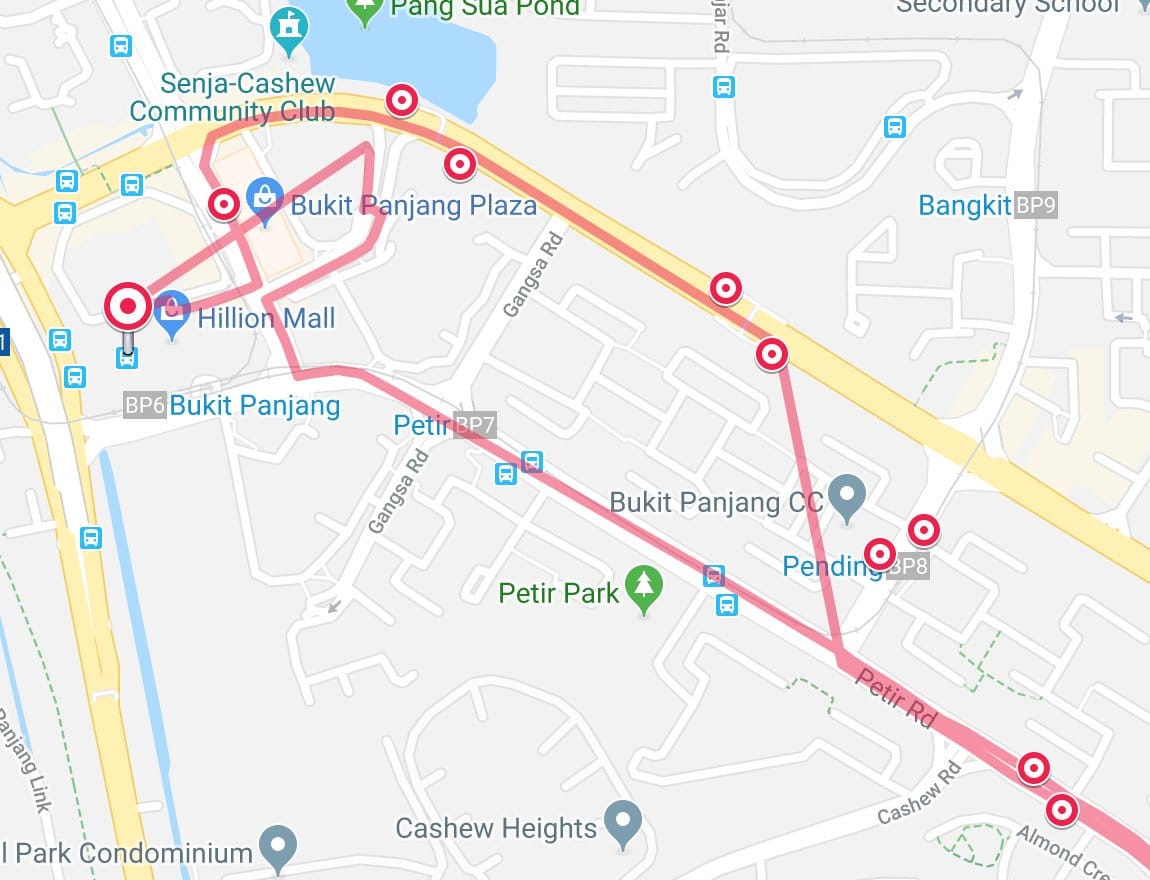 Pang Sua Pond
jar Rd
Secondary School
Senja-Cashew
Community Club
Bukit Panjang Plaza
Bangkit BP9
Gangsa Rd
Hillion Mall
1
BP6 Bukit Panjang
Petir BP7
Gangsa Rd
Bukit Panjang CC
Pending BP8
Petir Park
Petir Rd
Panjang Link
Cashew Rd
Cashew Heights
Almond Cre
l Park Condominium